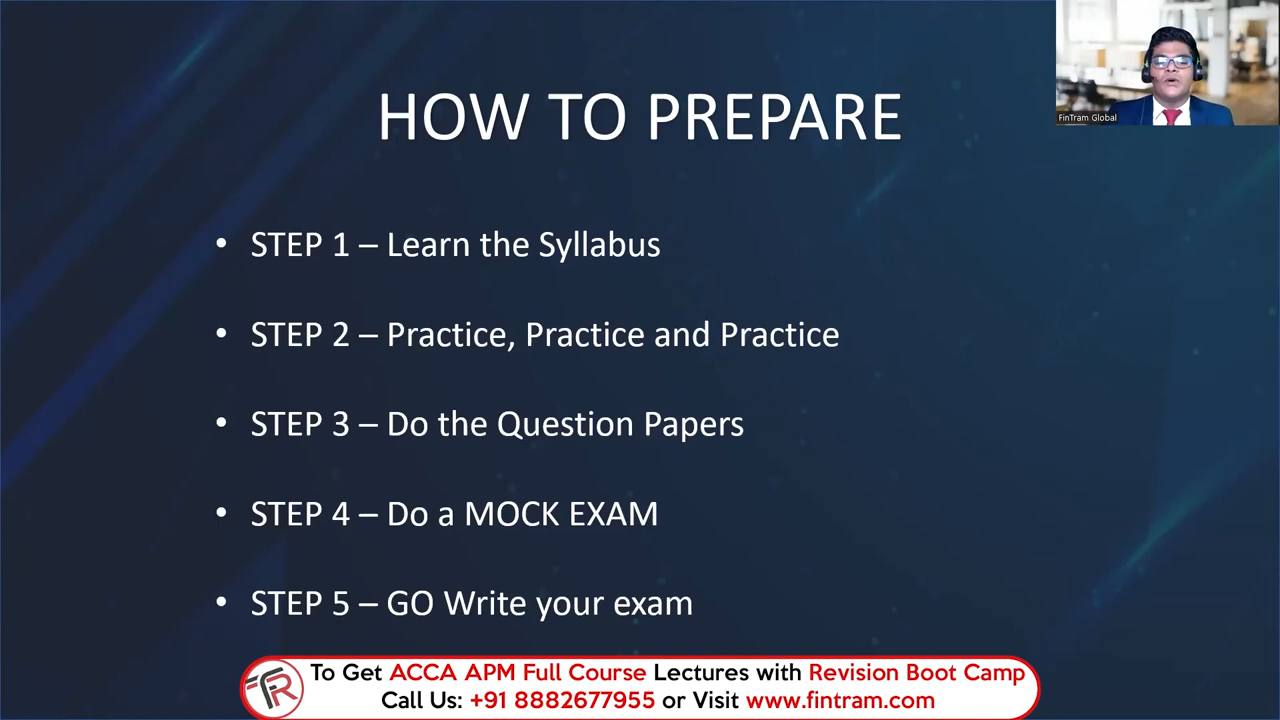 FinTram Global
HOW TO PREPARE
• STEP 1 – Learn the Syllabus
• STEP 2 – Practice, Practice and Practice
• STEP 3 – Do the Question Papers
• STEP 4 – Do a MOCK EXAM
• STEP 5 – GO Write your exam
To Get ACCA APM Full Course Lectures with Revision Boot Camp
Call Us: +91 8882677955 or Visit www.fintram.com